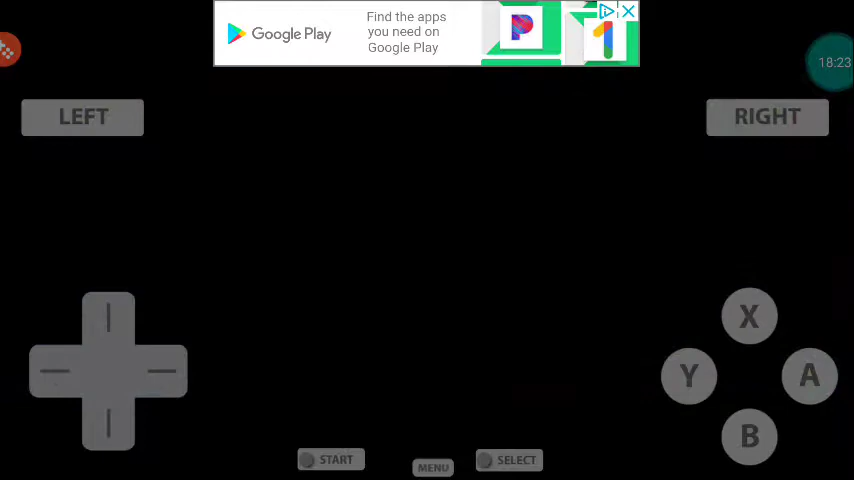 Google Play
Find the apps
you need on
Google Play
18:23
LEFT
RIGHT
X
Y
A
B
START
MENU
SELECT